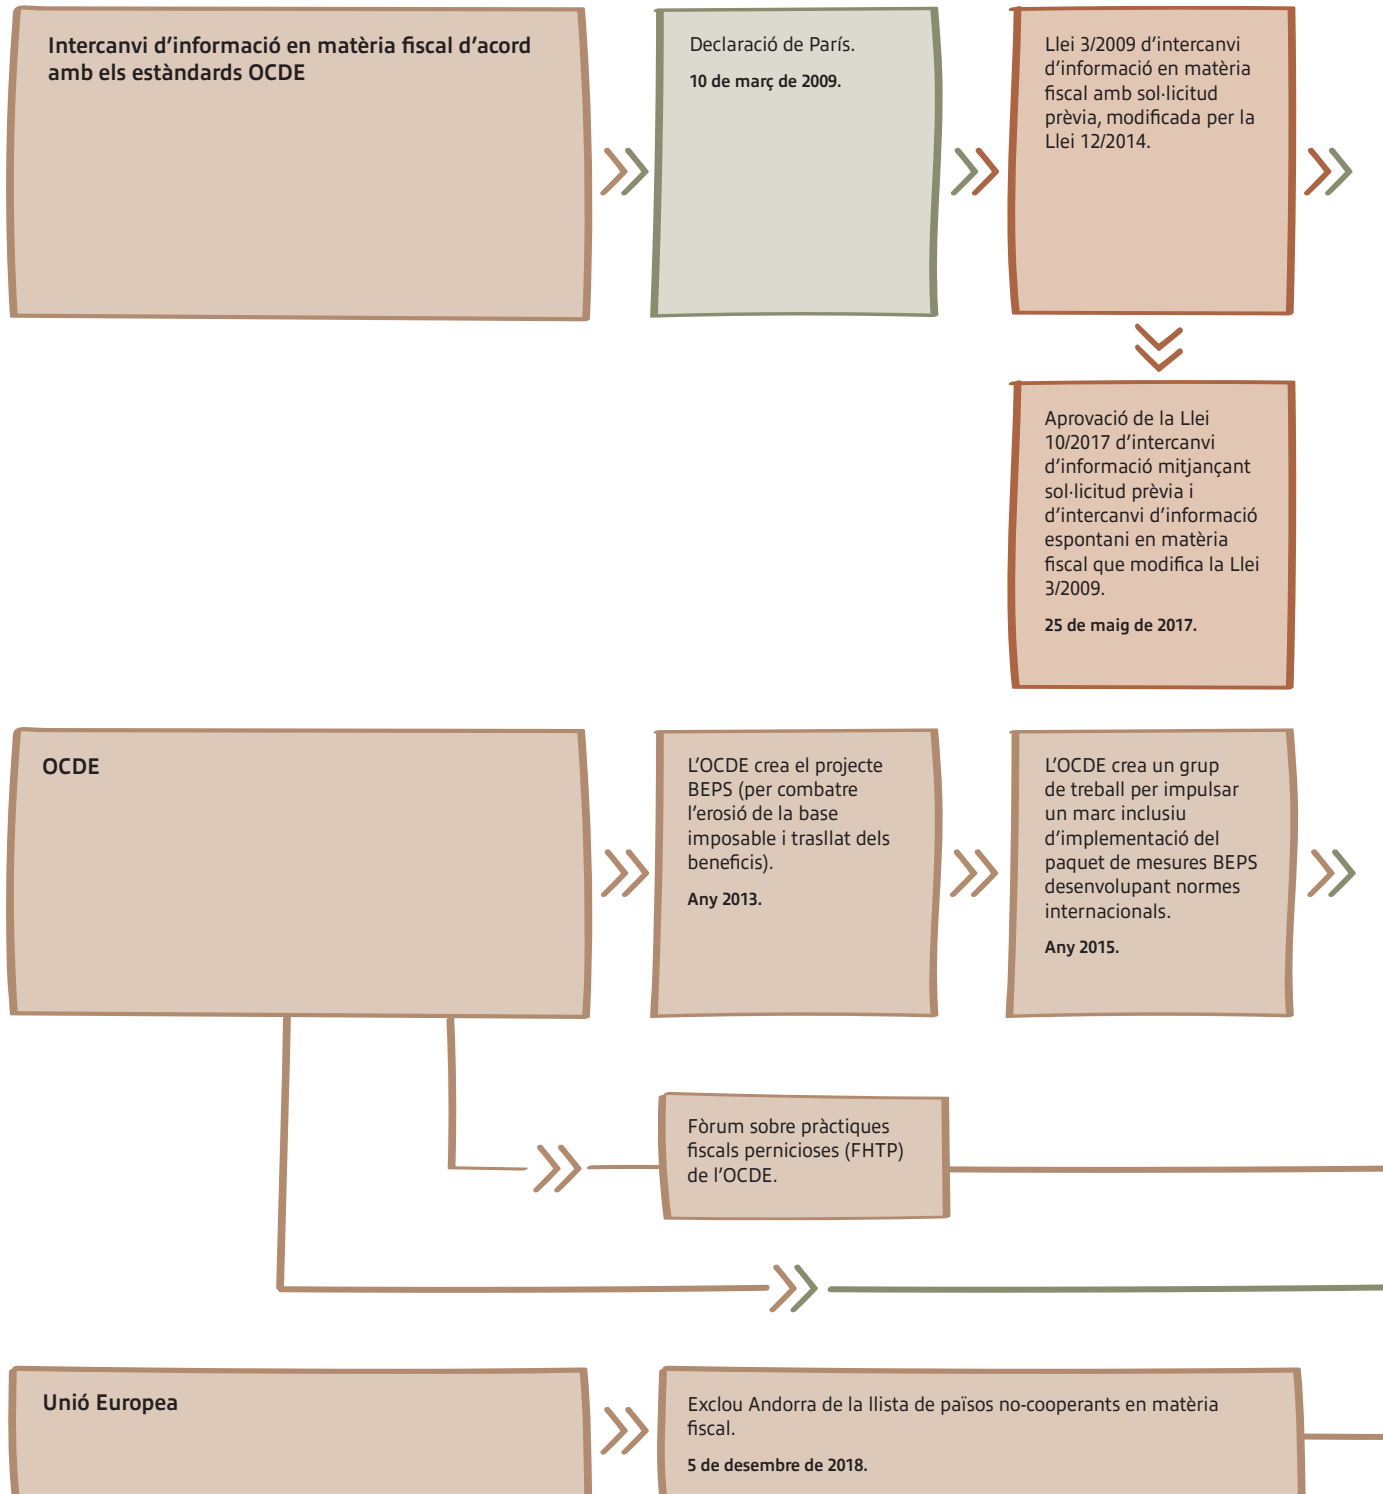 Intercanvi d’informació en matèria fiscal d’acord
amb els estàndards OCDE
Declaració de París.
10 de març de 2009.
Llei 3/2009 d’intercanvi
d’informació en matèria
fiscal amb sol·licitud
prèvia, modificada per la
Llei 12/2014.
Aprovació de la Llei
10/2017 d’intercanvi
d’informació mitjançant
sol·licitud prèvia i
d’intercanvi d’informació
espontani en matèria
fiscal que modifica la Llei
3/2009.
25 de maig de 2017.
OCDE
L’OCDE crea el projecte
BEPS (per combatre
l’erosió de la base
imposable i trasllat dels
beneficis).
Any 2013.
L’OCDE crea un grup
de treball per impulsar
un marc inclusiu
d’implementació del
paquet de mesures BEPS
desenvolupant normes
internacionals.
Any 2015.
Fòrum sobre pràctiques
fiscals pernicioses (FHTP)
de l’OCDE.
Unió Europea
Exclou Andorra de la llista de països no-cooperants en matèria
fiscal.
5 de desembre de 2018.